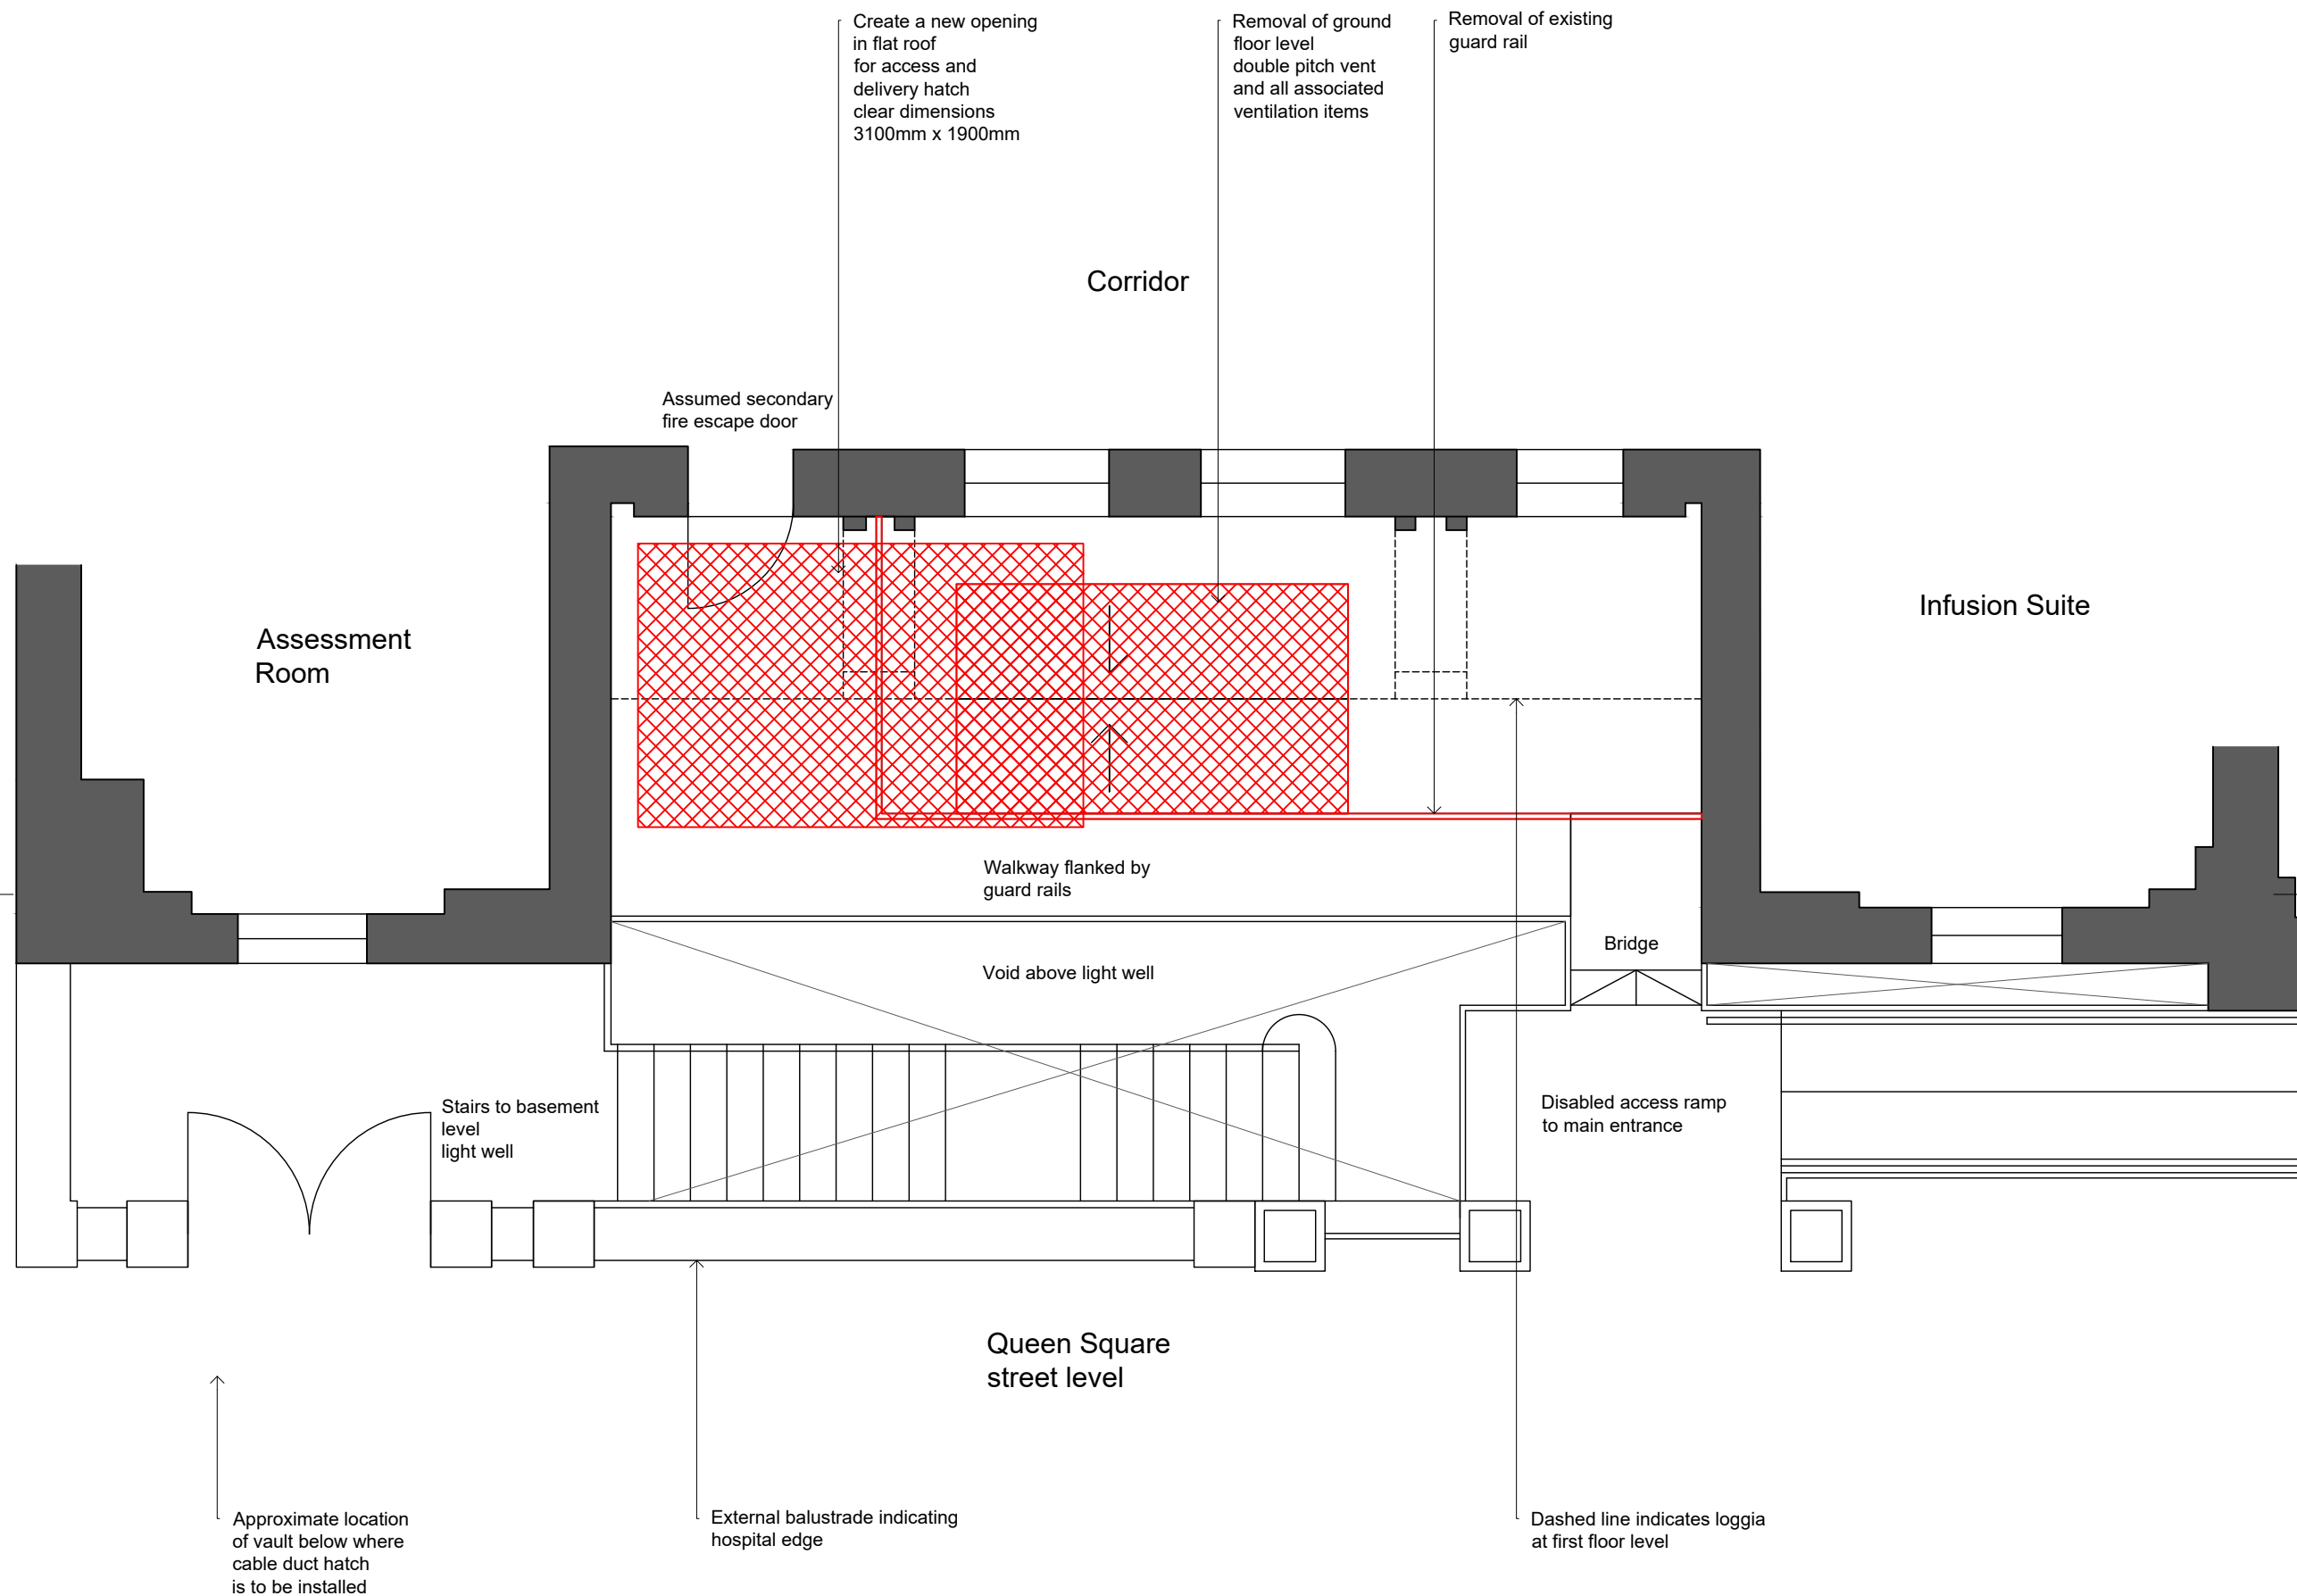 Create a new opening
in flat roof
for access and
delivery hatch
clear dimensions
3100mm x 1900mm
Removal of ground
floor level
double pitch vent
and all associated
ventilation items
Removal of existing
guard rail
Corridor
Assumed secondary
fire escape door
Assessment
Room
Infusion Suite
Walkway flanked by
guard rails
Bridge
Void above light well
Stairs to basement
level
light well
Disabled access ramp
to main entrance
Queen Square
street level
Approximate location
of vault below where
cable duct hatch
is to be installed
External balustrade indicating
hospital edge
Dashed line indicates loggia
at first floor level